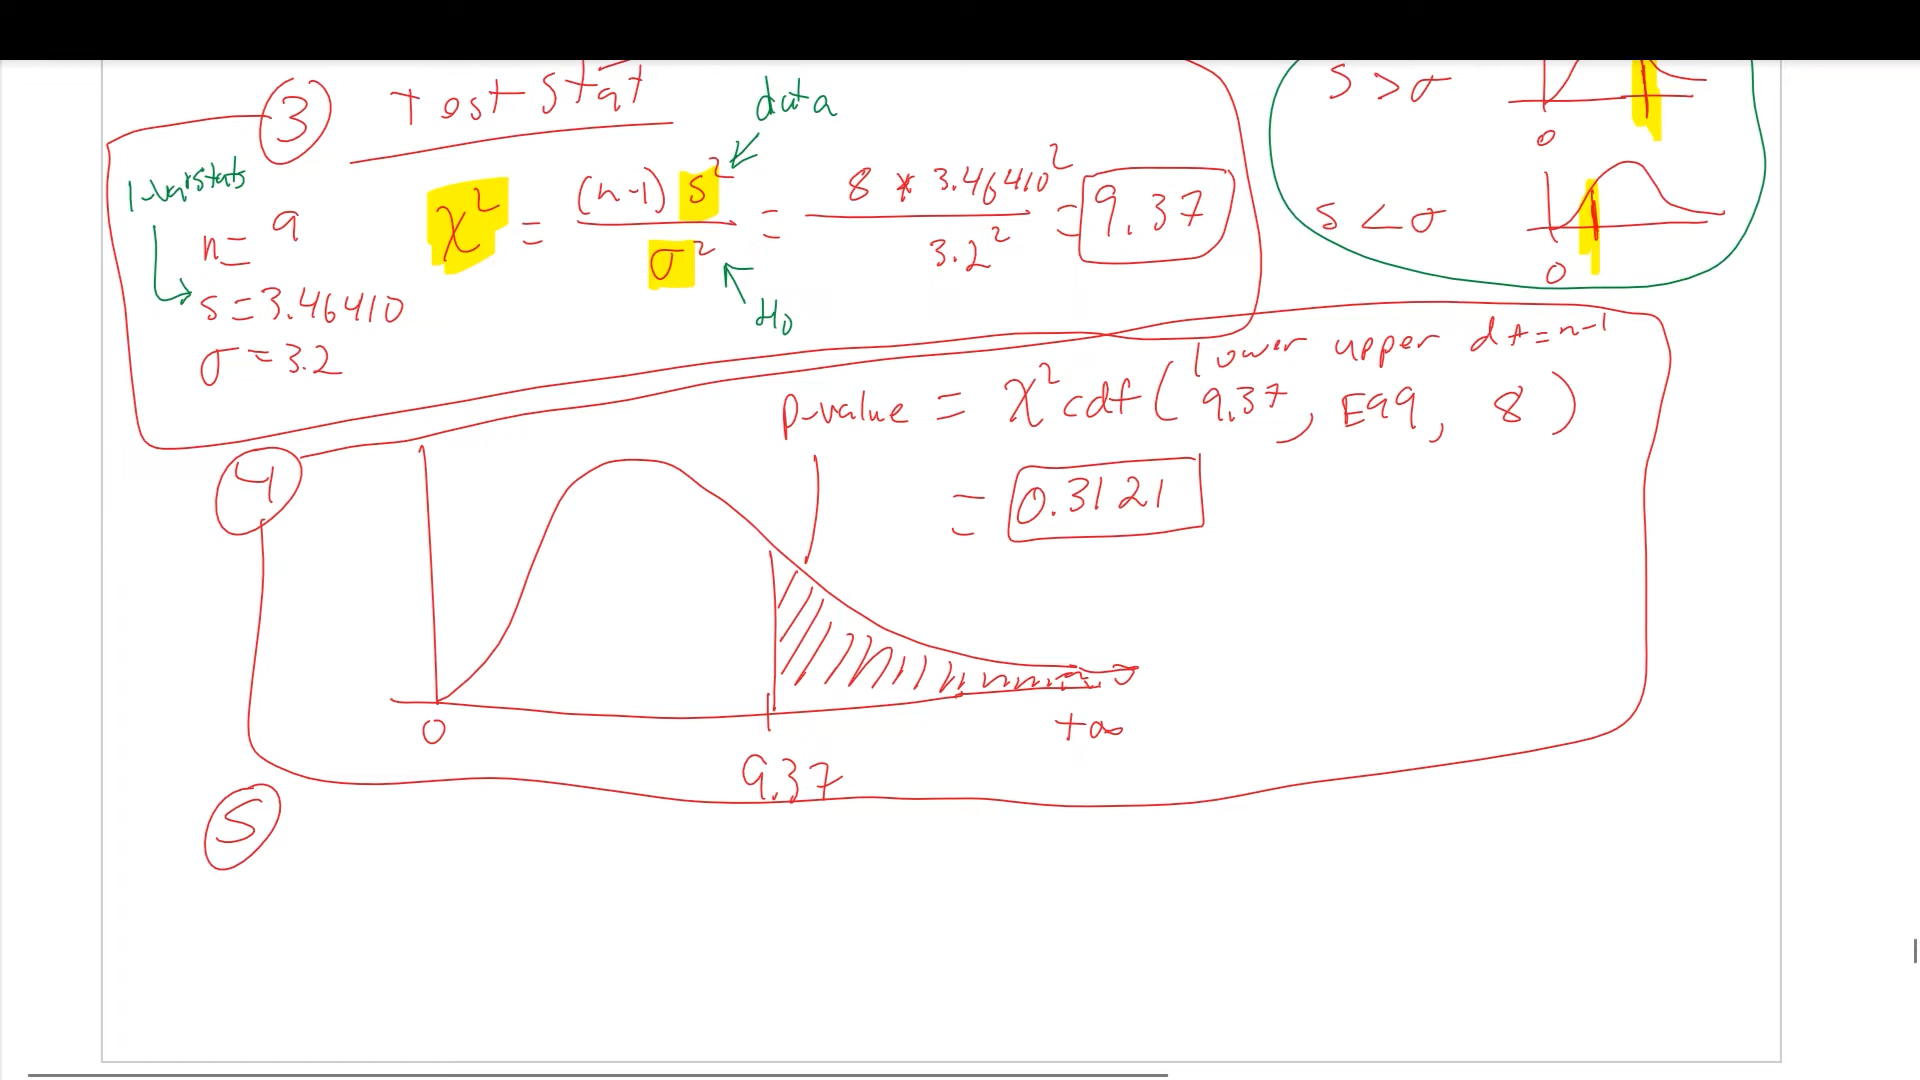 3 Test Stat
data
1-VarStats
n = 9
s = 3.46410
σ = 3.2
χ² = (n-1) s² / σ² = 8 * 3.46410² / 3.2² = 9.37
H₀
s > σ
0
s < σ
0
lower upper df = n-1
p-value = χ²cdf ( 9.37, E99, 8 )
= 0.3121
4
0
9.37
+∞
5